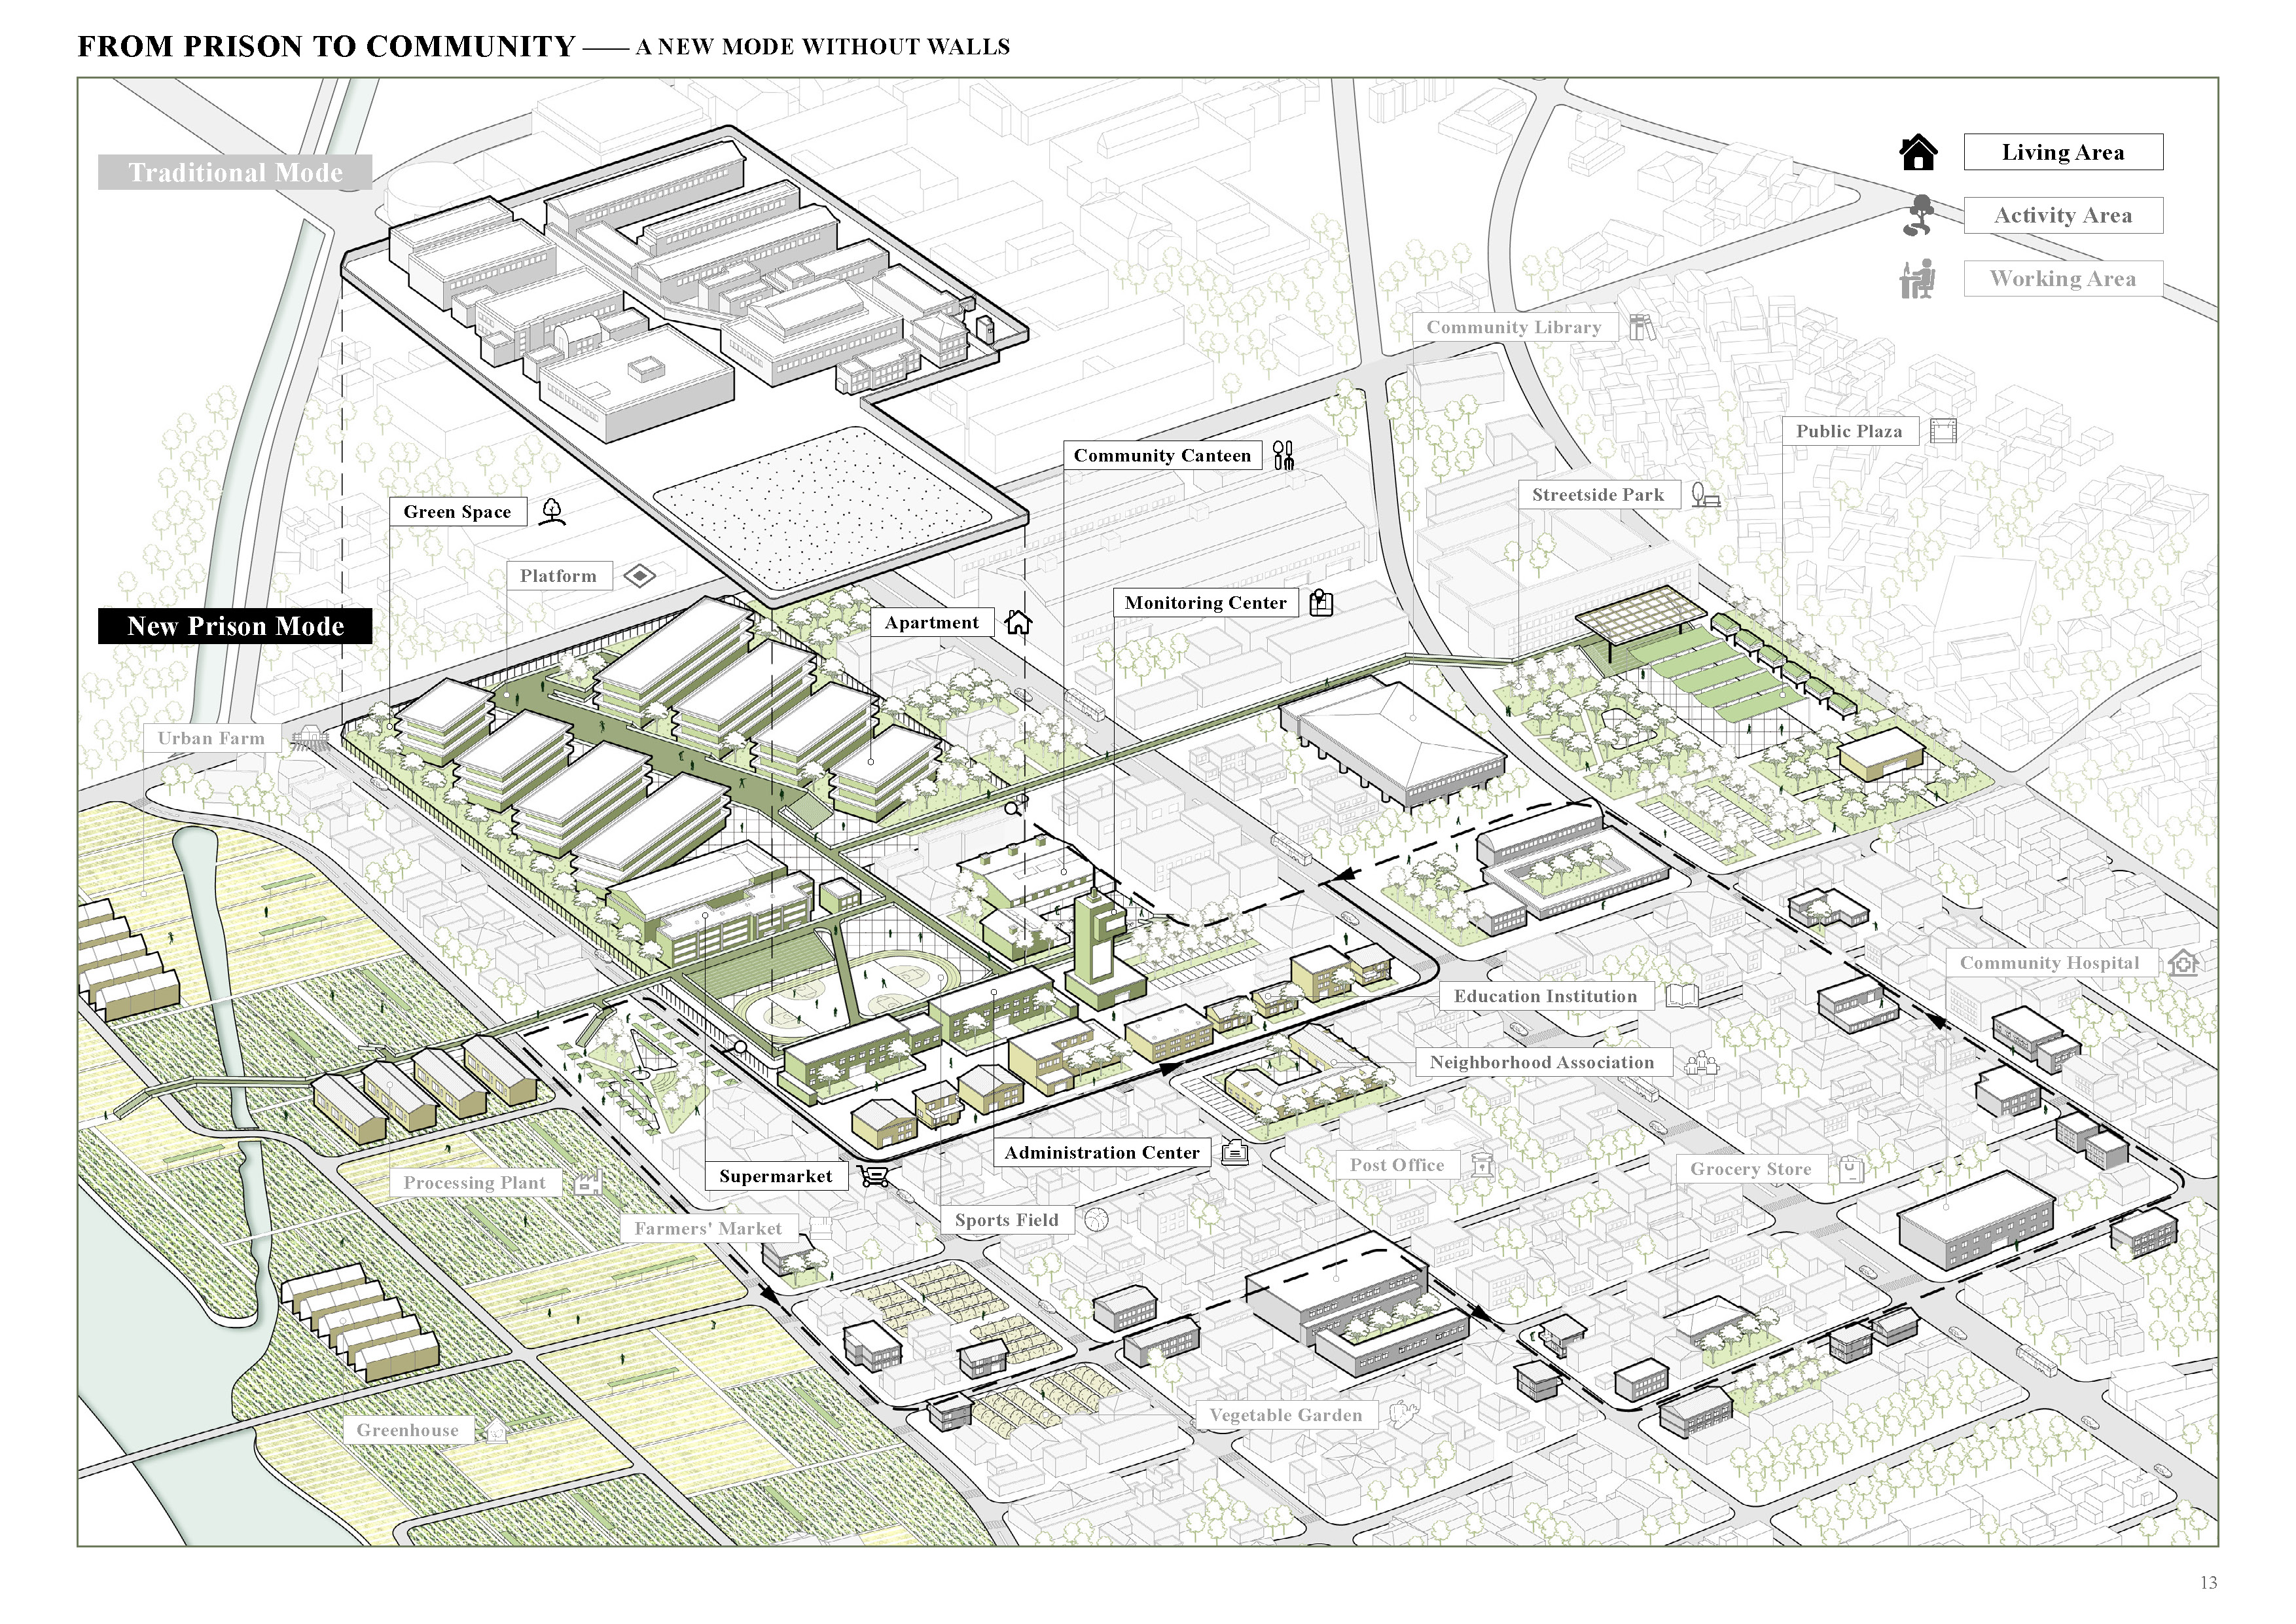 FROM PRISON TO COMMUNITY —— A NEW MODE WITHOUT WALLS
Traditional Mode
Living Area
Activity Area
Working Area
Community Library
Public Plaza
Community Canteen
Streetside Park
Green Space
Platform
Monitoring Center
Apartment
New Prison Mode
Urban Farm
Community Hospital
Education Institution
Neighborhood Association
Administration Center
Post Office
Grocery Store
Supermarket
Processing Plant
Sports Field
Farmers' Market
Vegetable Garden
Greenhouse
13